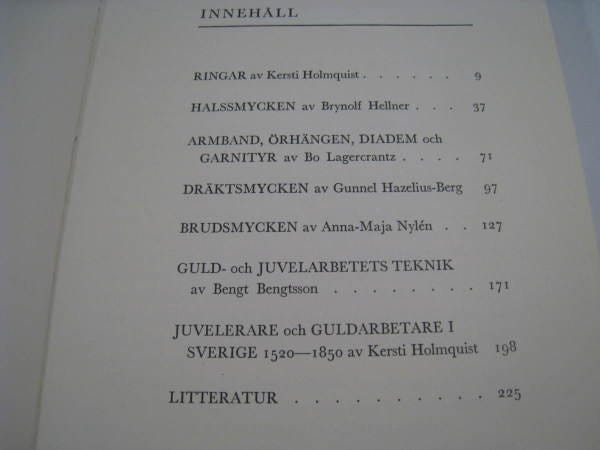 INNEHÅLL
RINGAR av Kersti Holmquist . . . . . . 9
HALSSMYCKEN av Brynolf Hellner . . . 37
ARMBAND, ÖRHÄNGEN, DIADEM och
GARNITYR av Bo Lagercrantz . . . . 71
DRÄKTSMYCKEN av Gunnel Hazelius-Berg 97
BRUDSMYCKEN av Anna-Maja Nylén . . 127
GULD- och JUVELARBETETS TEKNIK
av Bengt Bengtsson . . . . . . . . 171
JUVELERARE och GULDARBETARE I
SVERIGE 1520—1850 av Kersti Holmquist 198
LITTERATUR . . . . . . . . . . 225